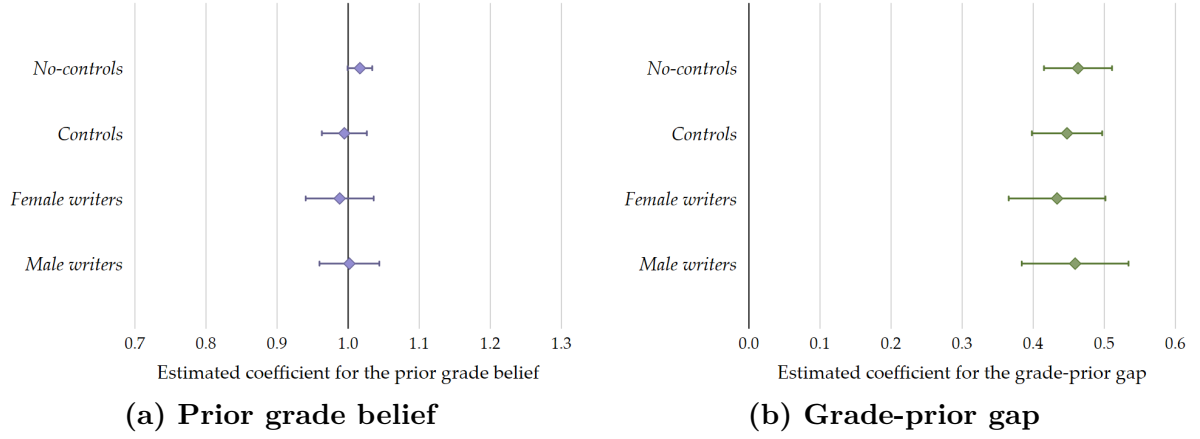 No-controls
Controls
Female writers
Male writers
0.7 0.8 0.9 1.0 1.1 1.2 1.3
Estimated coefficient for the prior grade belief
(a) Prior grade belief
No-controls
Controls
Female writers
Male writers
0.0 0.1 0.2 0.3 0.4 0.5 0.6
Estimated coefficient for the grade-prior gap
(b) Grade-prior gap